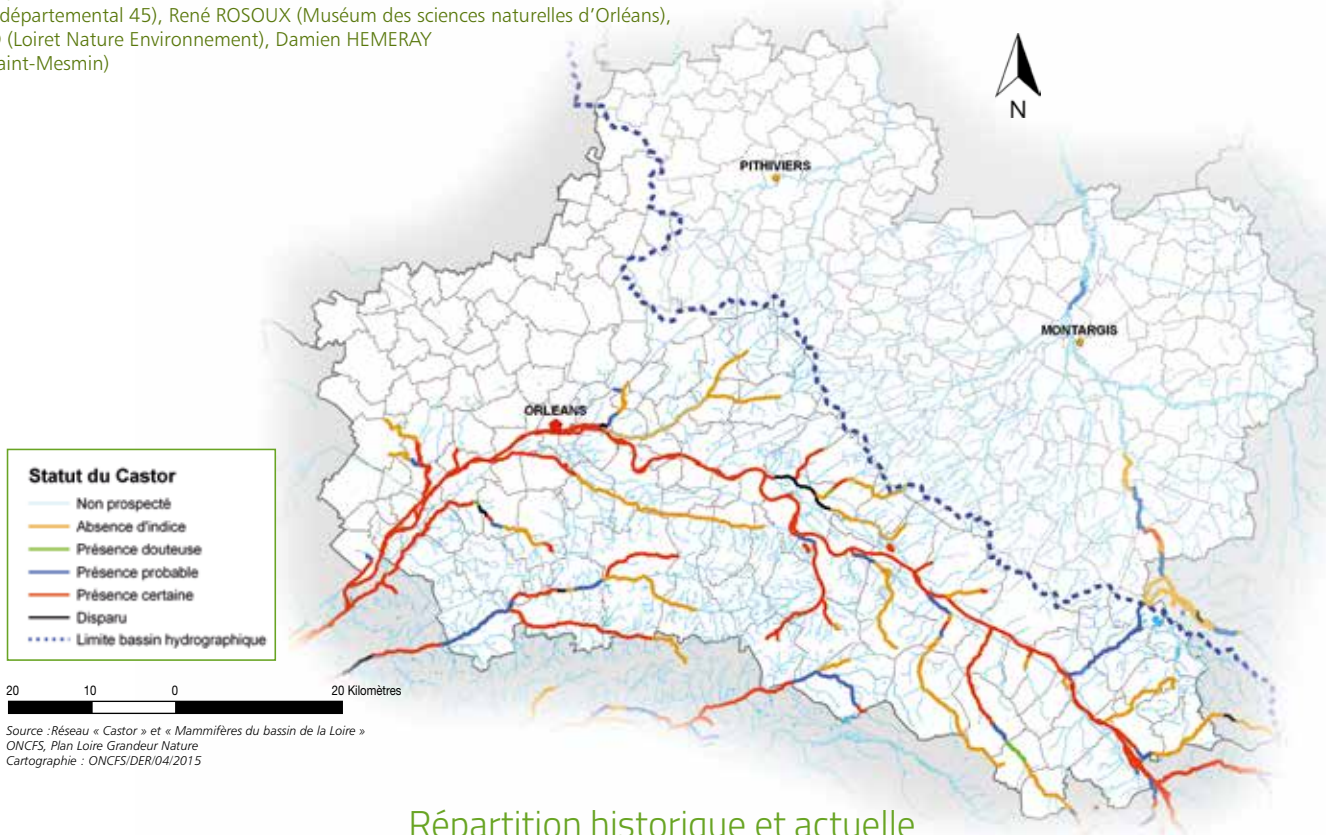 département 45), René ROSOUX (Muséum des sciences naturelles d'Orléans),
(Loiret Nature Environnement), Damien HEMERAY
aint-Mesmin)
N
PITHIVIERS
MONTARGIS
ORLEANS
Statut du Castor
Non prospecté
Absence d'indice
Présence douteuse
Présence probable
Présence certaine
Disparu
Limite bassin hydrographique
20 10 0 20 Kilomètres
Source : Réseau « Castor » et « Mammifères du bassin de la Loire »
ONCFS, Plan Loire Grandeur Nature
Cartographie : ONCFS/DER/04/2015
Répartition historique et actuelle